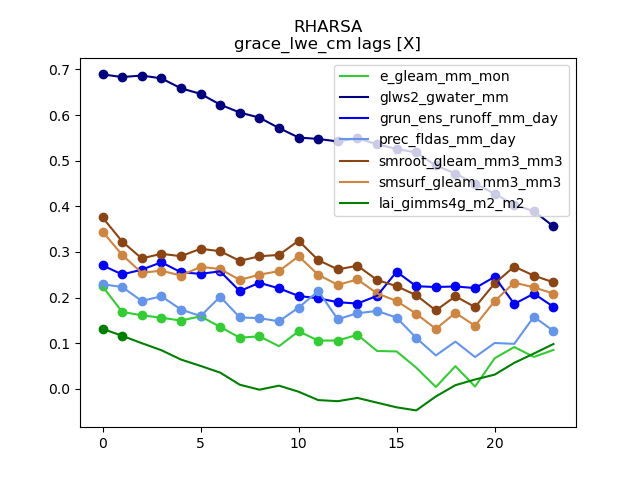 RHARSA
grace_lwe_cm lags [X]
0.7
0.6
0.5
0.4
0.3
0.2
0.1
0.0
0
5
10
15
20
e_gleam_mm_mon
glws2_gwater_mm
grun_ens_runoff_mm_day
prec_fldas_mm_day
smroot_gleam_mm3_mm3
smsurf_gleam_mm3_mm3
lai_gimms4g_m2_m2